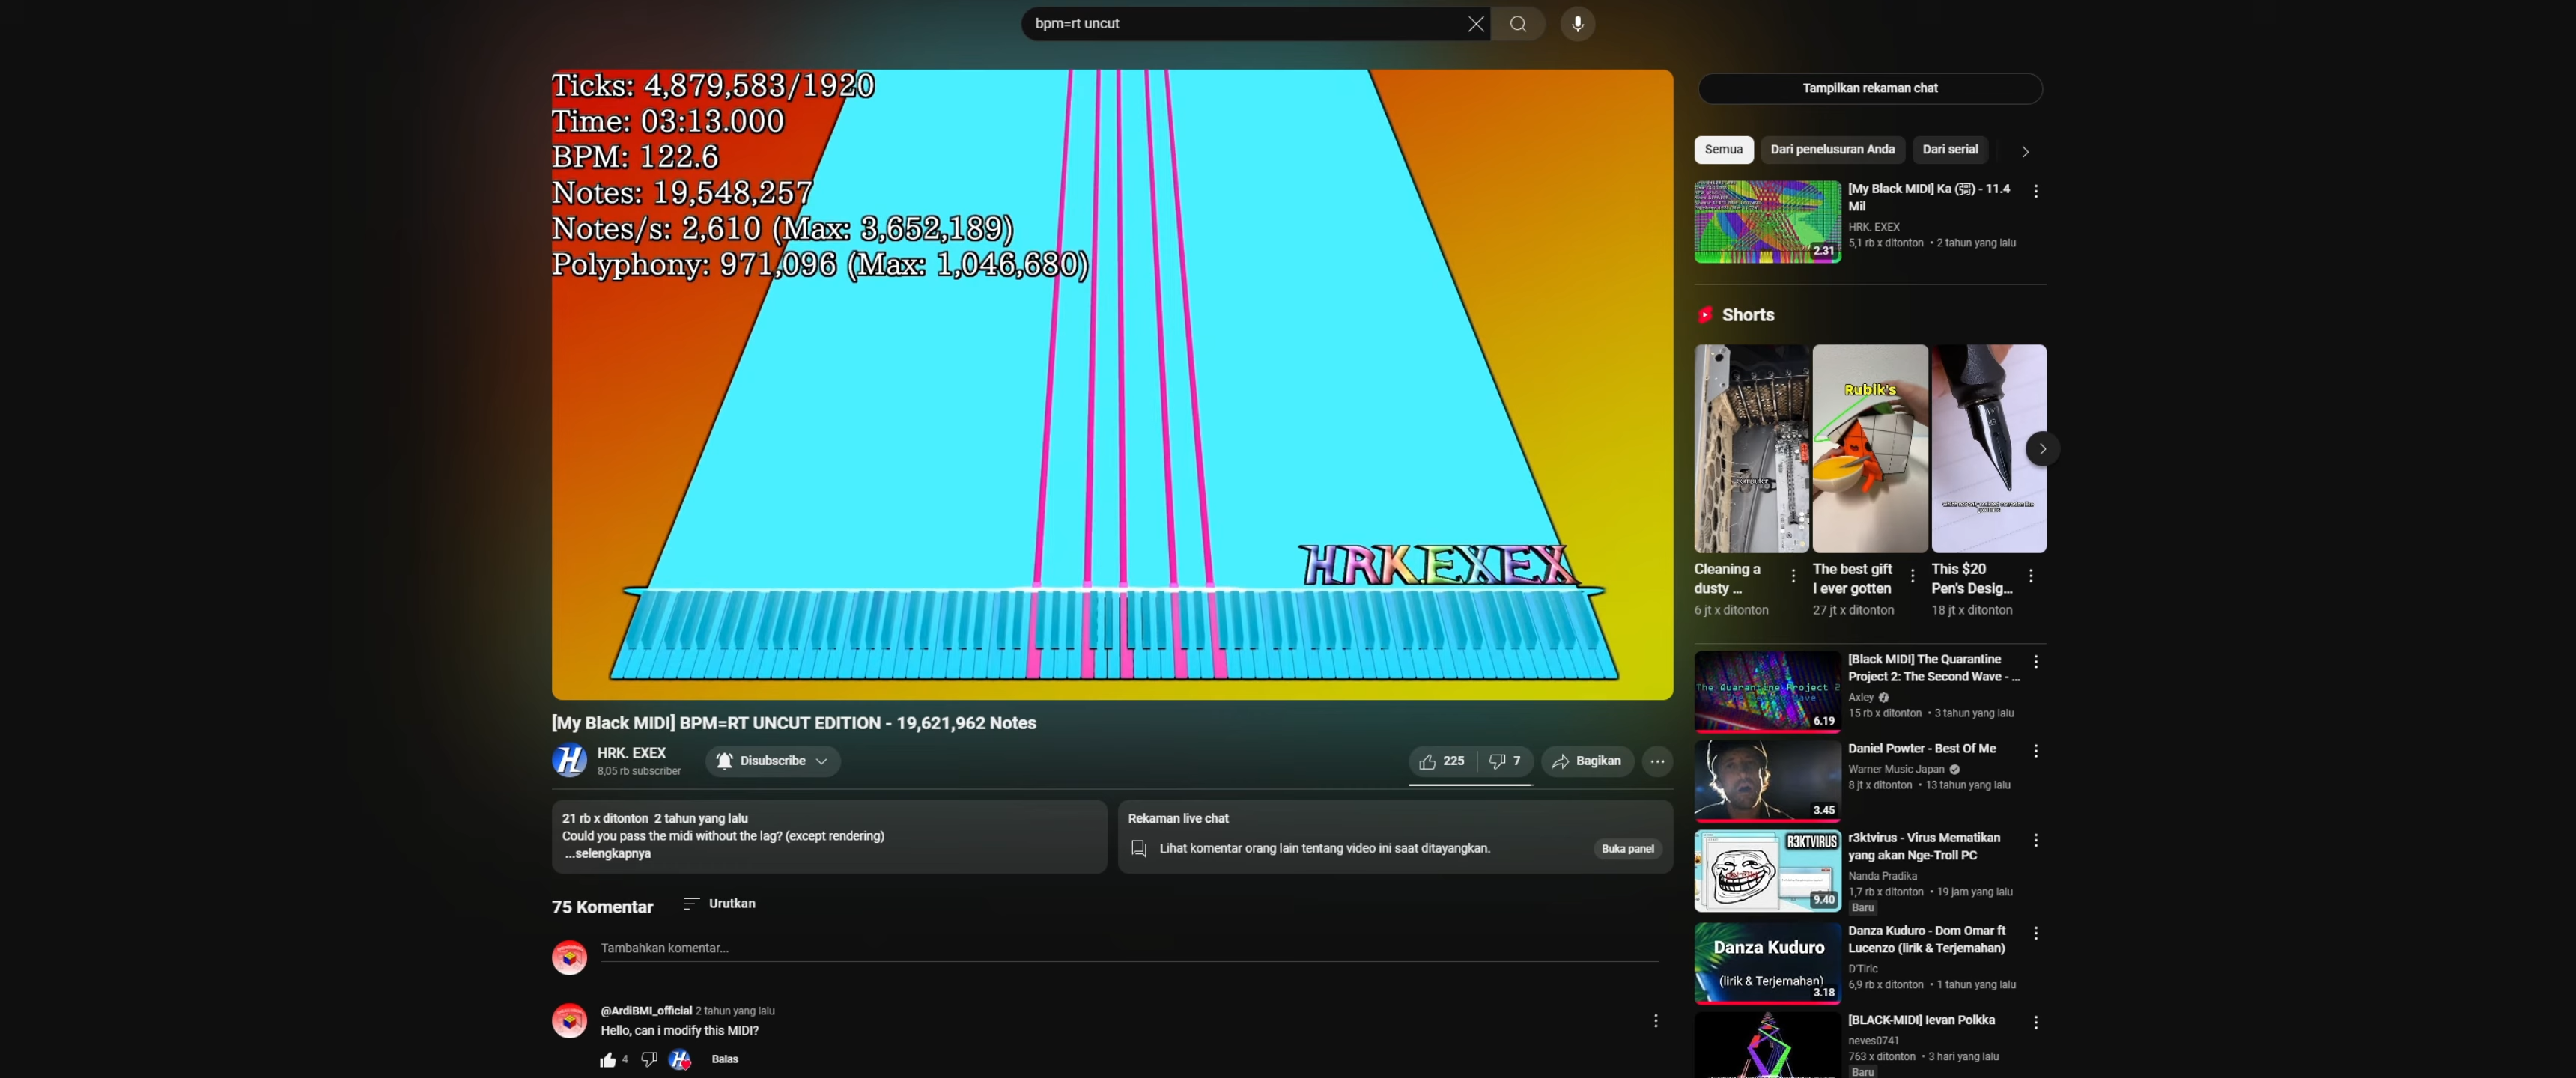 bpm=rt uncut
Ticks: 4,879,583/1920
Time: 03:13.000
BPM: 122.6
Notes: 19,548,257
Notes/s: 2,610 (Max: 3,652,189)
Polyphony: 971,096 (Max: 1,046,680)
HRK.EXEX
[My Black MIDI] BPM=RT UNCUT EDITION - 19,621,962 Notes
HRK. EXEX
8,05 rb subscriber
Disubscribe
225
7
Bagikan
21 rb x ditonton 2 tahun yang lalu
Could you pass the midi without the lag? (except rendering)
...selengkapnya
Rekaman live chat
Lihat komentar orang lain tentang video ini saat ditayangkan.
Buka panel
75 Komentar
Urutkan
Tambahkan komentar...
@ArdiBMI_official 2 tahun yang lalu
Hello, can i modify this MIDI?
4
Balas
Tampilkan rekaman chat
Semua
Dari penelusuran Anda
Dari serial
2.31
[My Black MIDI] Ka - 11.4
Mil
HRK. EXEX
5,1 rb x ditonton • 2 tahun yang lalu
Shorts
computer
Rubik's
Cleaning a
dusty ...
6 jt x ditonton
The best gift
I ever gotten
27 jt x ditonton
This $20
Pen's Desig...
18 jt x ditonton
The Quarantine Project 2
6.19
[Black MIDI] The Quarantine
Project 2: The Second Wave - ...
Axley
15 rb x ditonton • 3 tahun yang lalu
3.45
Daniel Powter - Best Of Me
Warner Music Japan
8 jt x ditonton • 13 tahun yang lalu
R3KTVIRUS
9.40
r3ktvirus - Virus Mematikan
yang akan Nge-Troll PC
Nanda Pradika
1,7 rb x ditonton • 19 jam yang lalu
Baru
Danza Kuduro
(lirik & Terjemahan)
3.18
Danza Kuduro - Dom Omar ft
Lucenzo (lirik & Terjemahan)
D'Tiric
6,9 rb x ditonton • 1 tahun yang lalu
[BLACK-MIDI] Ievan Polkka
neves0741
763 x ditonton • 3 hari yang lalu
Baru